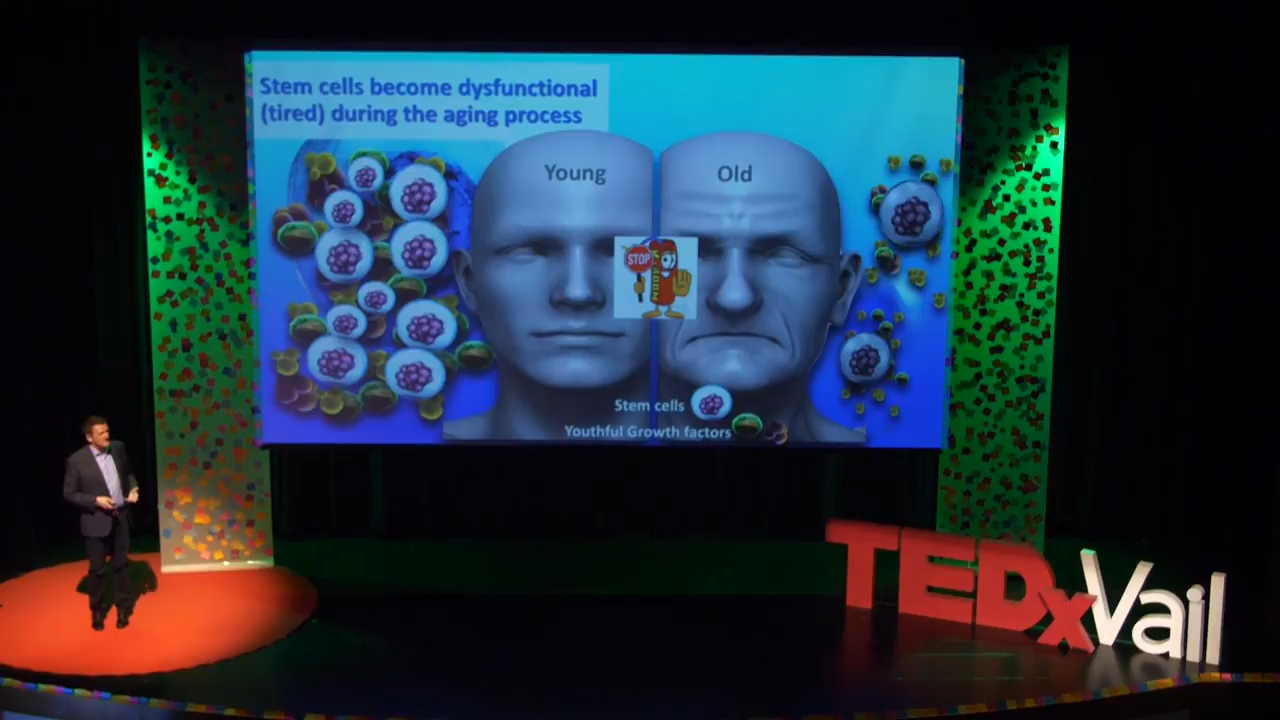 Stem cells become dysfunctional
(tired) during the aging process
Young
Old
STOP
Stem cells
Youthful Growth factors
TEDxVail